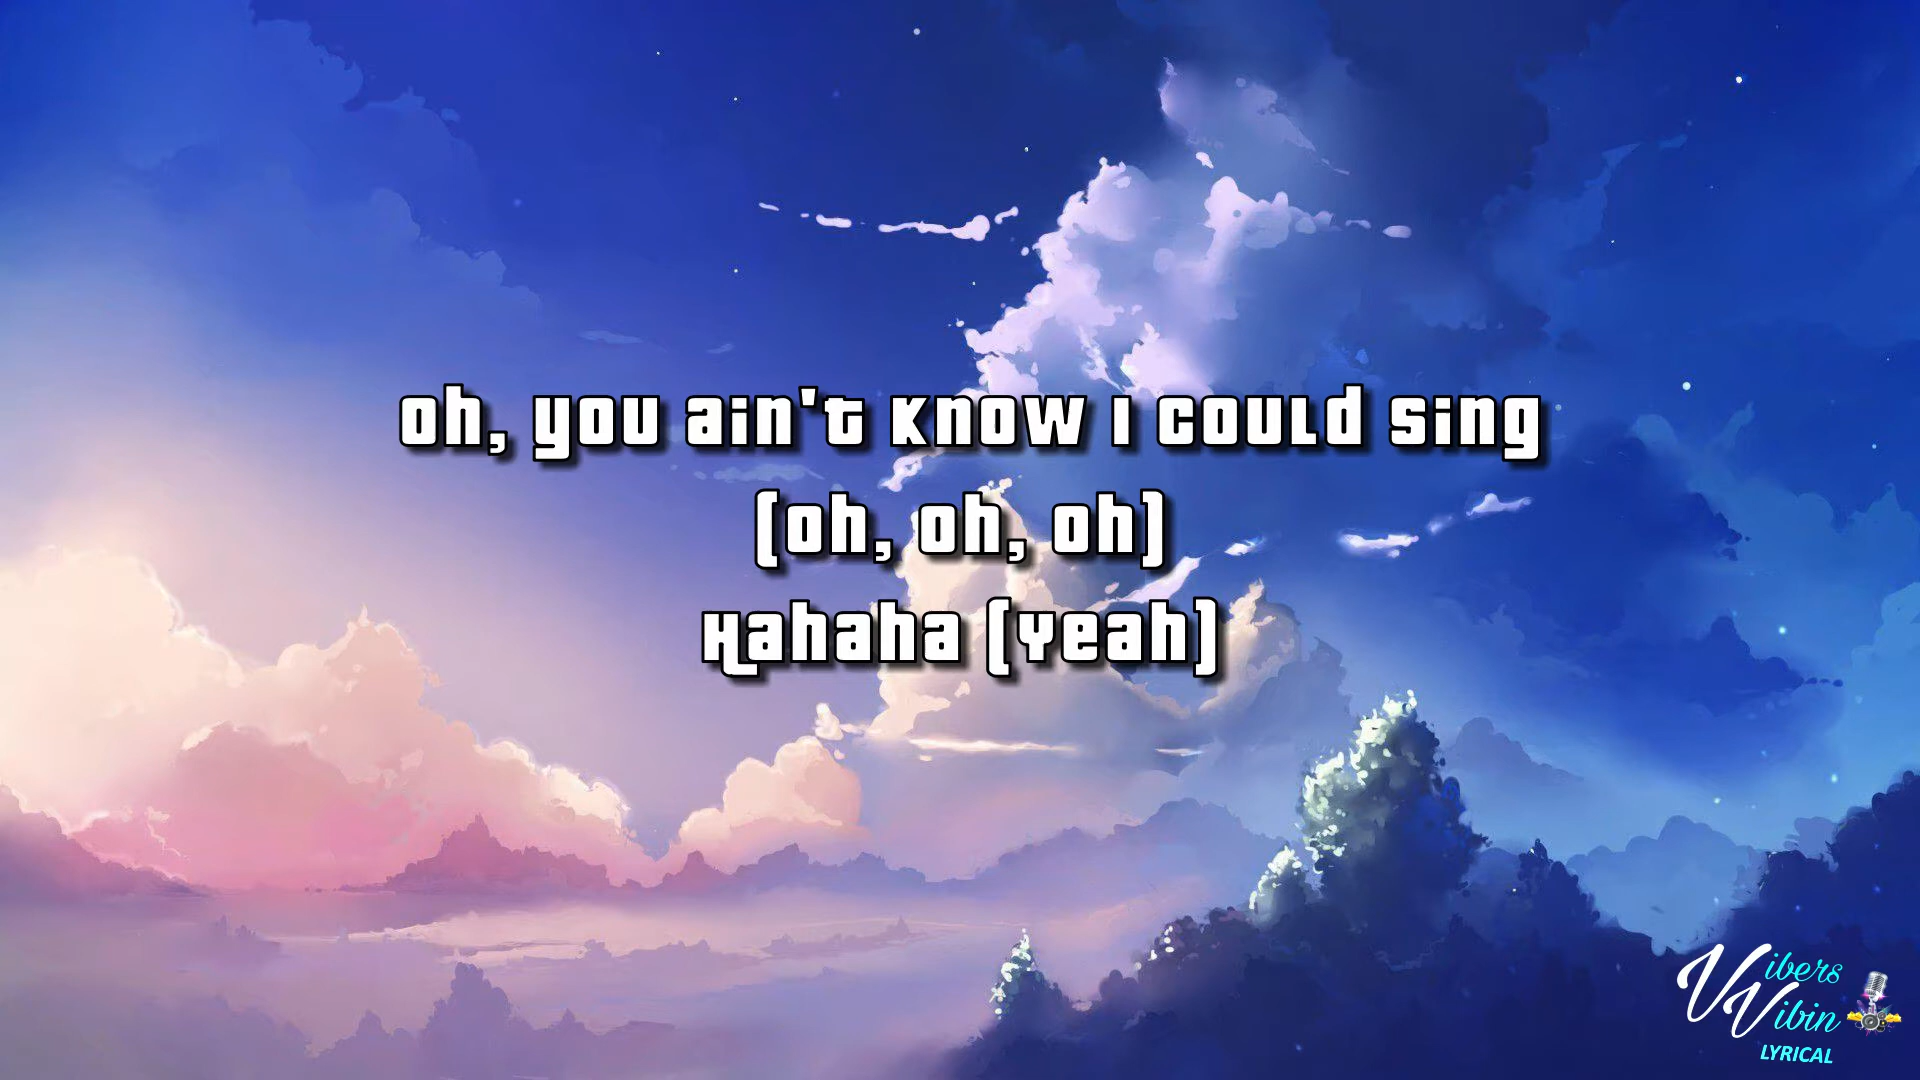 Oh, you ain't know I could sing
(Oh, oh, oh)
Hahaha (Yeah)
Vibers
Vibin
LYRICAL